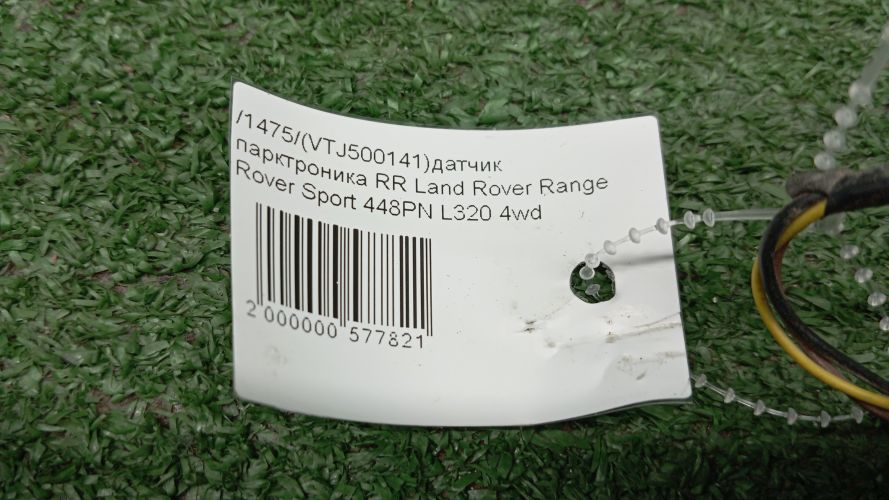 /1475/(VTJ500141)датчик
парктроника RR Land Rover Range
Rover Sport 448PN L320 4wd
2 000000 577821